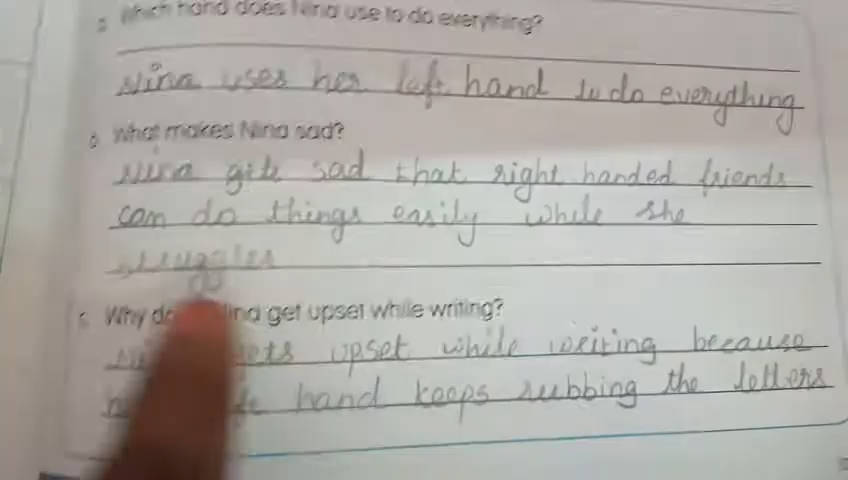 Which hand does Nina use to do everything?
Nina uses her left hand to do everything
What makes Nina sad?
Nina gets sad that right handed friends
can do things easily while she
struggles
Why Nina get upset while writing?
gets upset while writing because
hand keeps rubbing the letters